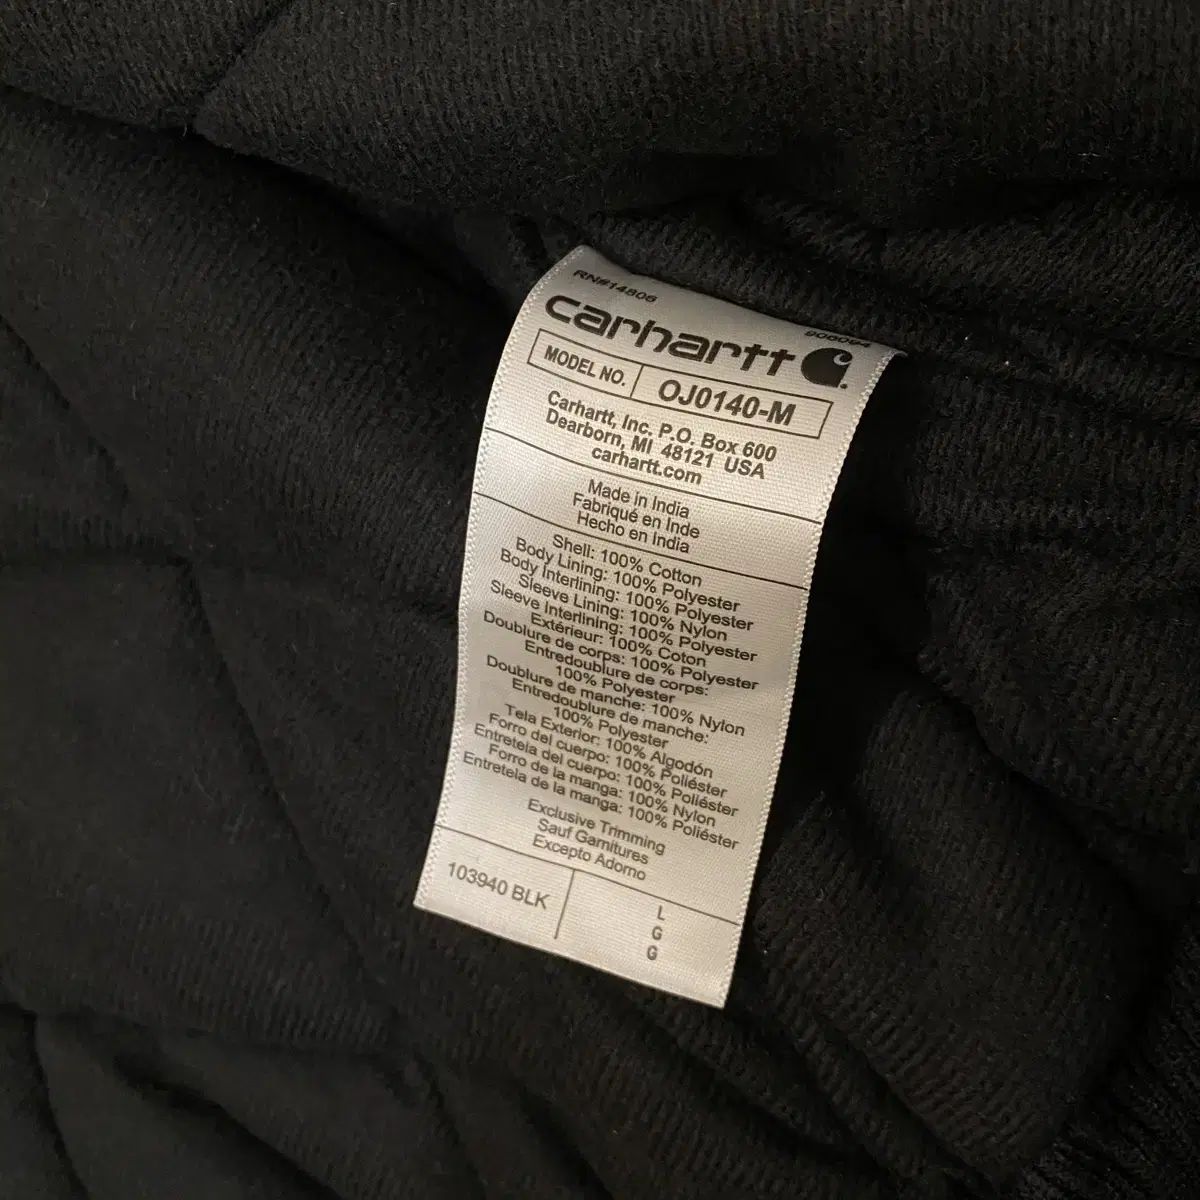 RN#14806
906094
carhartt
MODEL NO. OJ0140-M
Carhartt, Inc. P.O. Box 600
Dearborn, MI 48121 USA
carhartt.com
Made in India
Fabriqué en Inde
Hecho en India
Shell: 100% Cotton
Body Lining: 100% Polyester
Body Interlining: 100% Polyester
Sleeve Lining: 100% Nylon
Sleeve Interlining: 100% Polyester
Extérieur: 100% Coton
Doublure de corps: 100% Polyester
Entredoublure de corps:
100% Polyester
Doublure de manche: 100% Nylon
Entredoublure de manche:
100% Polyester
Tela Exterior: 100% Algodón
Forro del cuerpo: 100% Poliéster
Entretela del cuerpo: 100% Poliéster
Forro de la manga: 100% Nylon
Entretela de la manga: 100% Poliéster
Exclusive Trimming
Sauf Garnitures
Excepto Adorno
103940 BLK
L
G
G